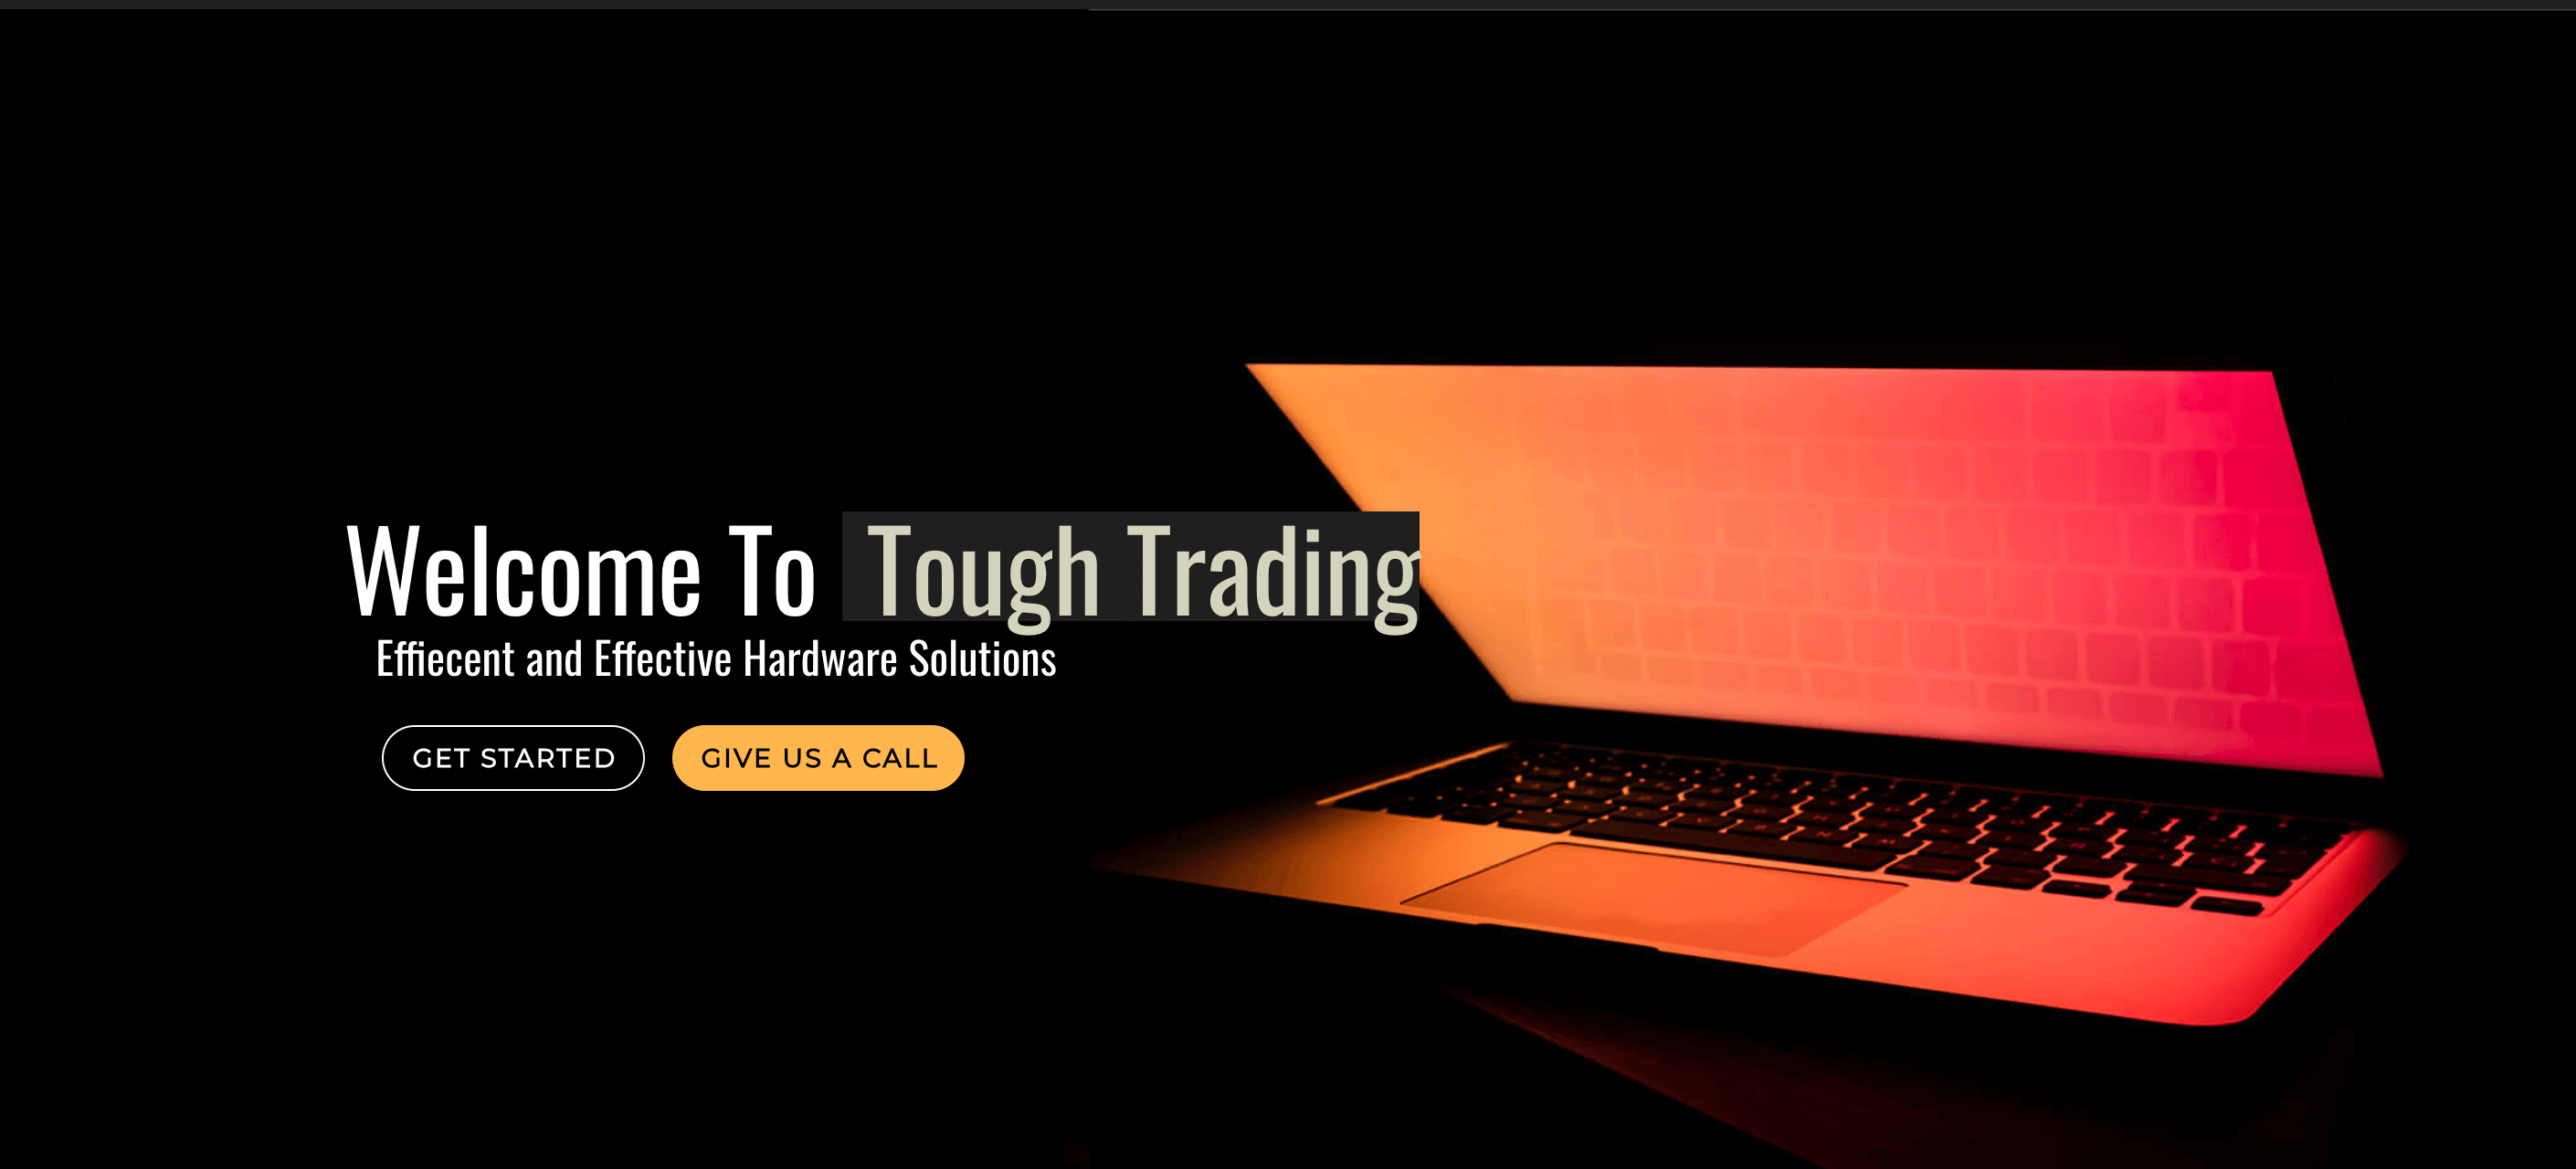 Welcome To Tough Trading
Effiecent and Effective Hardware Solutions
GET STARTED GIVE US A CALL